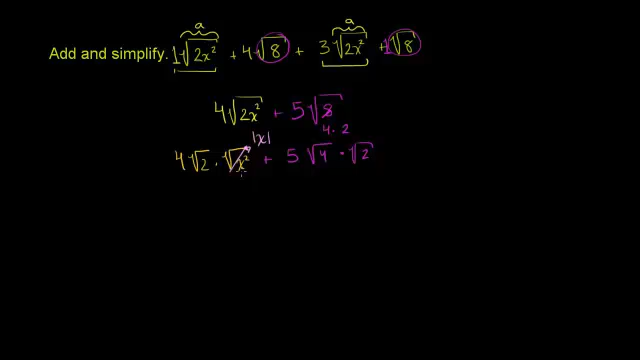 a a
Add and simplify. 1√2x² + 4√8 + 3√2x² + 1√8
4√2x² + 5√8
4 · 2
|x|
4√2 · √x² + 5√4 · √2